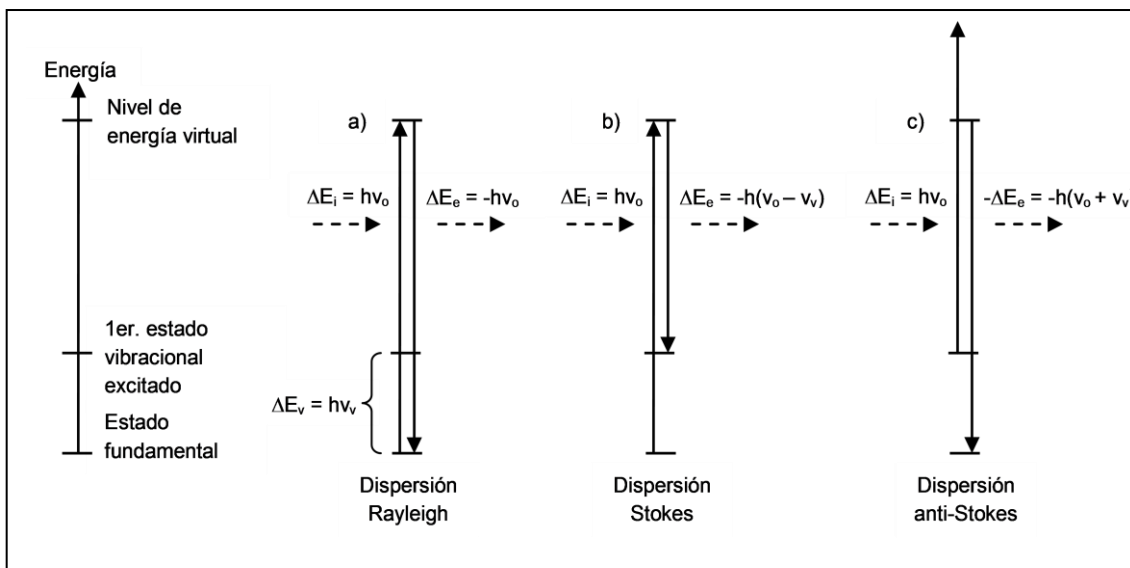 Energía
Nivel de
energía virtual
1er. estado
vibracional
excitado
Estado
fundamental
a)
ΔEi = hvo
ΔEe = -hvo
ΔEv = hvv
Dispersión
Rayleigh
b)
ΔEi = hvo
ΔEe = -h(vo – vv)
Dispersión
Stokes
c)
ΔEi = hvo
-ΔEe = -h(vo + vv
Dispersión
anti-Stokes